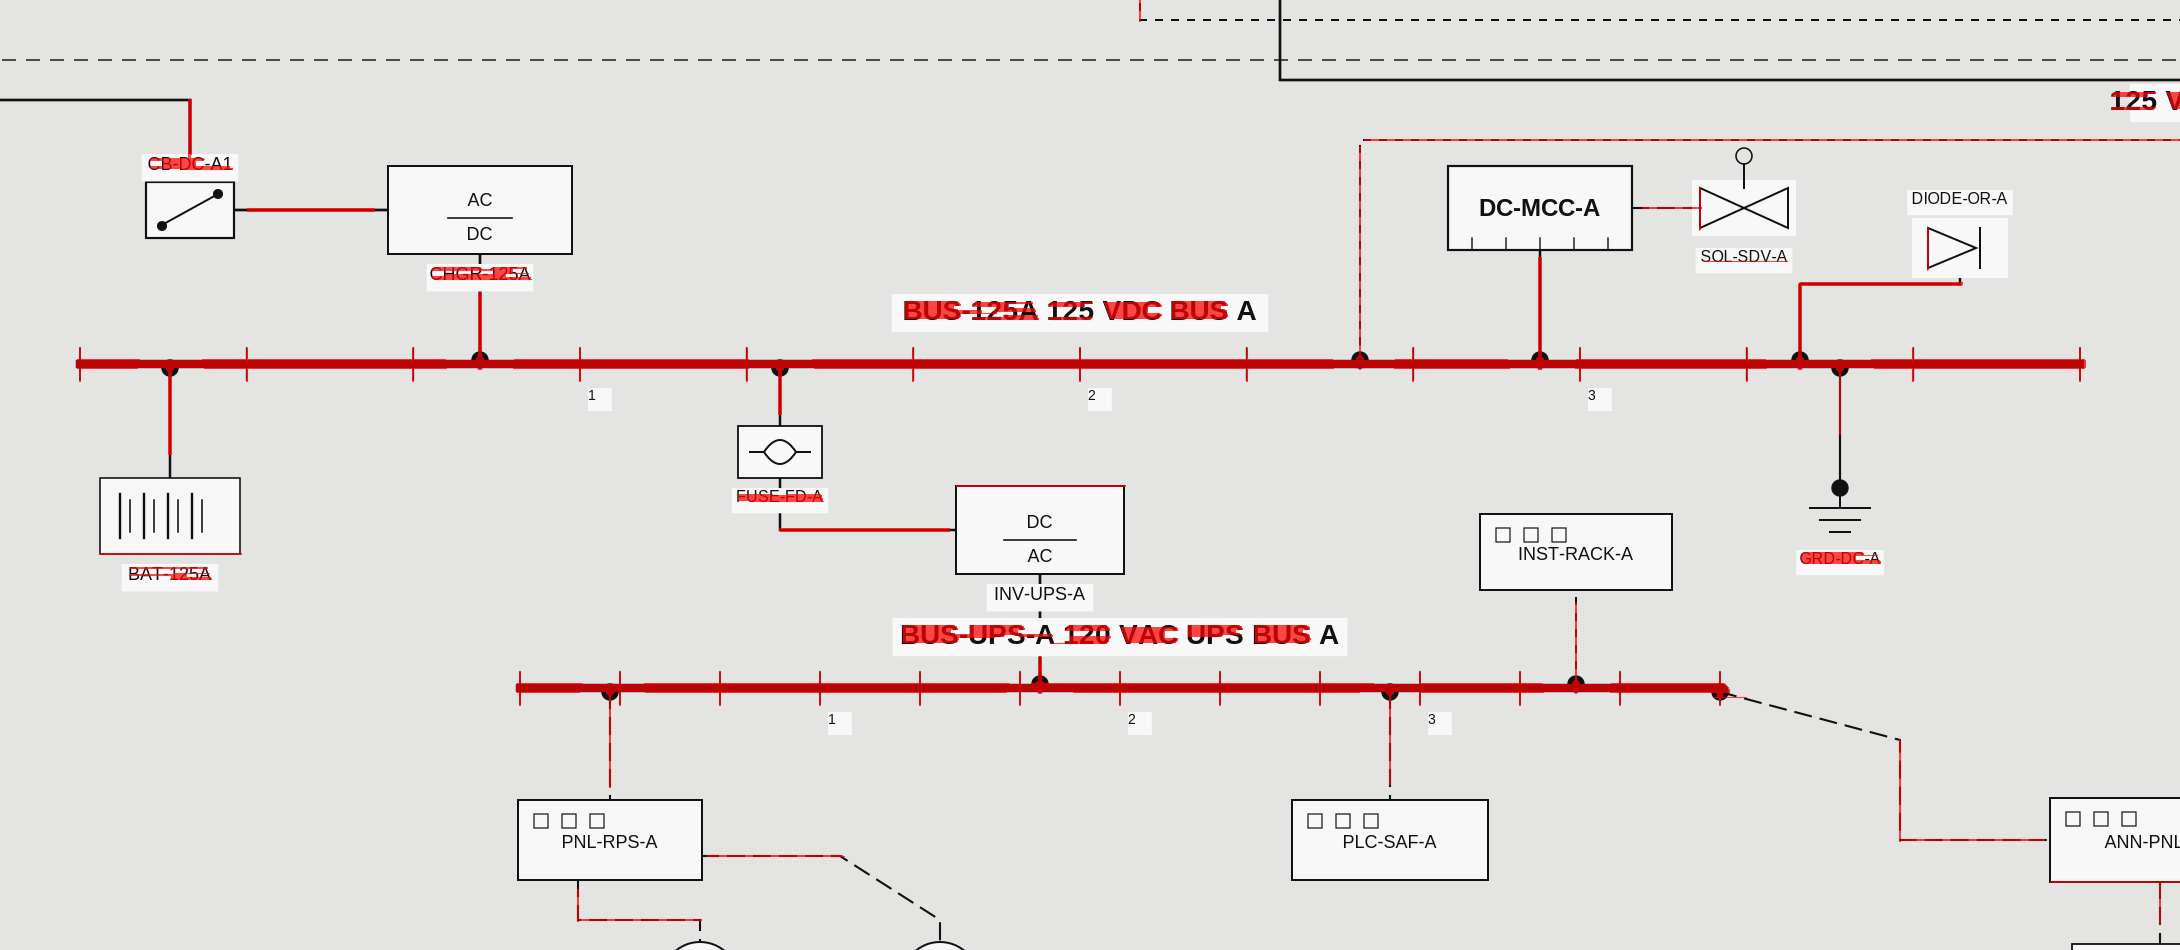 125 V
CB-DC-A1
AC
DC
CHGR-125A
DC-MCC-A
SOL-SDV-A
DIODE-OR-A
BUS-125A 125 VDC BUS A
1
2
3
FUSE-FD-A
BAT-125A
DC
AC
INV-UPS-A
INST-RACK-A
GRD-DC-A
BUS-UPS-A 120 VAC UPS BUS A
1
2
3
PNL-RPS-A
PLC-SAF-A
ANN-PNL